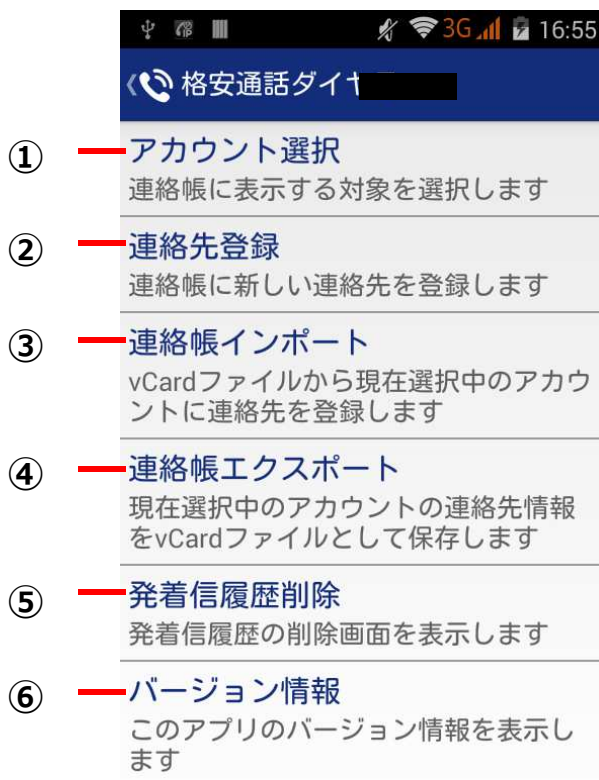 3G 16:55
格安通話ダイヤ
① アカウント選択
連絡帳に表示する対象を選択します
② 連絡先登録
連絡帳に新しい連絡先を登録します
③ 連絡帳インポート
vCardファイルから現在選択中のアカウ
ントに連絡先を登録します
④ 連絡帳エクスポート
現在選択中のアカウントの連絡先情報
をvCardファイルとして保存します
⑤ 発着信履歴削除
発着信履歴の削除画面を表示します
⑥ バージョン情報
このアプリのバージョン情報を表示し
ます